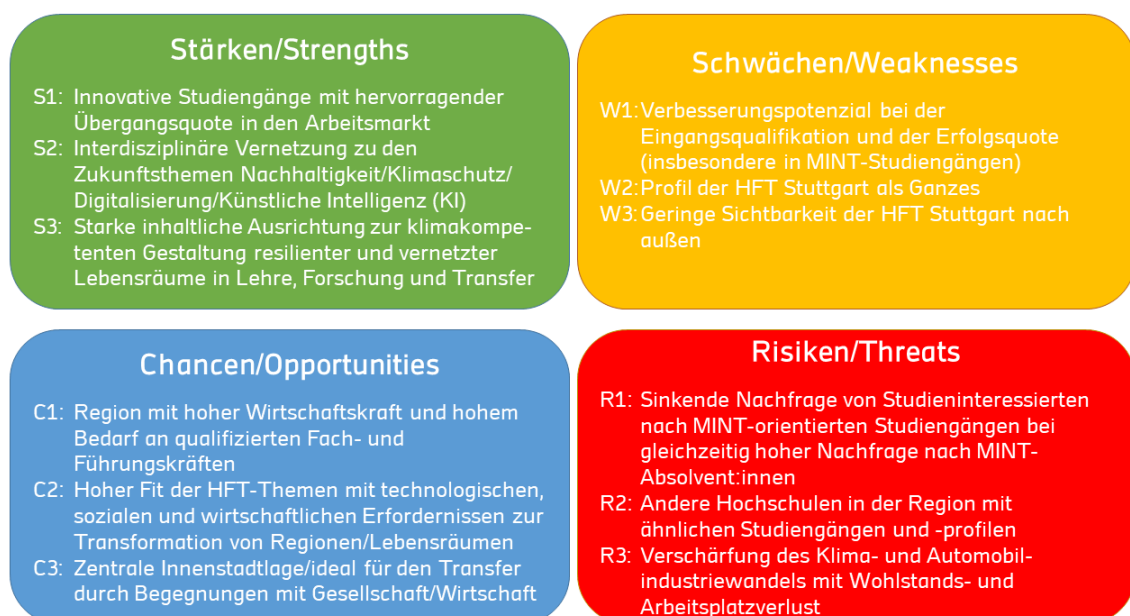 Stärken/Strengths
S1: Innovative Studiengänge mit hervorragender
Übergangsquote in den Arbeitsmarkt
S2: Interdisziplinäre Vernetzung zu den
Zukunftsthemen Nachhaltigkeit/Klimaschutz/
Digitalisierung/Künstliche Intelligenz (KI)
S3: Starke inhaltliche Ausrichtung zur klimakompe-
tenten Gestaltung resilienter und vernetzter
Lebensräume in Lehre, Forschung und Transfer
Schwächen/Weaknesses
W1: Verbesserungspotenzial bei der
Eingangsqualifikation und der Erfolgsquote
(insbesondere in MINT-Studiengängen)
W2: Profil der HFT Stuttgart als Ganzes
W3: Geringe Sichtbarkeit der HFT Stuttgart nach
außen
Chancen/Opportunities
C1: Region mit hoher Wirtschaftskraft und hohem
Bedarf an qualifizierten Fach- und
Führungskräften
C2: Hoher Fit der HFT-Themen mit technologischen,
sozialen und wirtschaftlichen Erfordernissen zur
Transformation von Regionen/Lebensräumen
C3: Zentrale Innenstadtlage/ideal für den Transfer
durch Begegnungen mit Gesellschaft/Wirtschaft
Risiken/Threats
R1: Sinkende Nachfrage von Studieninteressierten
nach MINT-orientierten Studiengängen bei
gleichzeitig hoher Nachfrage nach MINT-
Absolvent:innen
R2: Andere Hochschulen in der Region mit
ähnlichen Studiengängen und -profilen
R3: Verschärfung des Klima- und Automobil-
industriewandels mit Wohlstands- und
Arbeitsplatzverlust